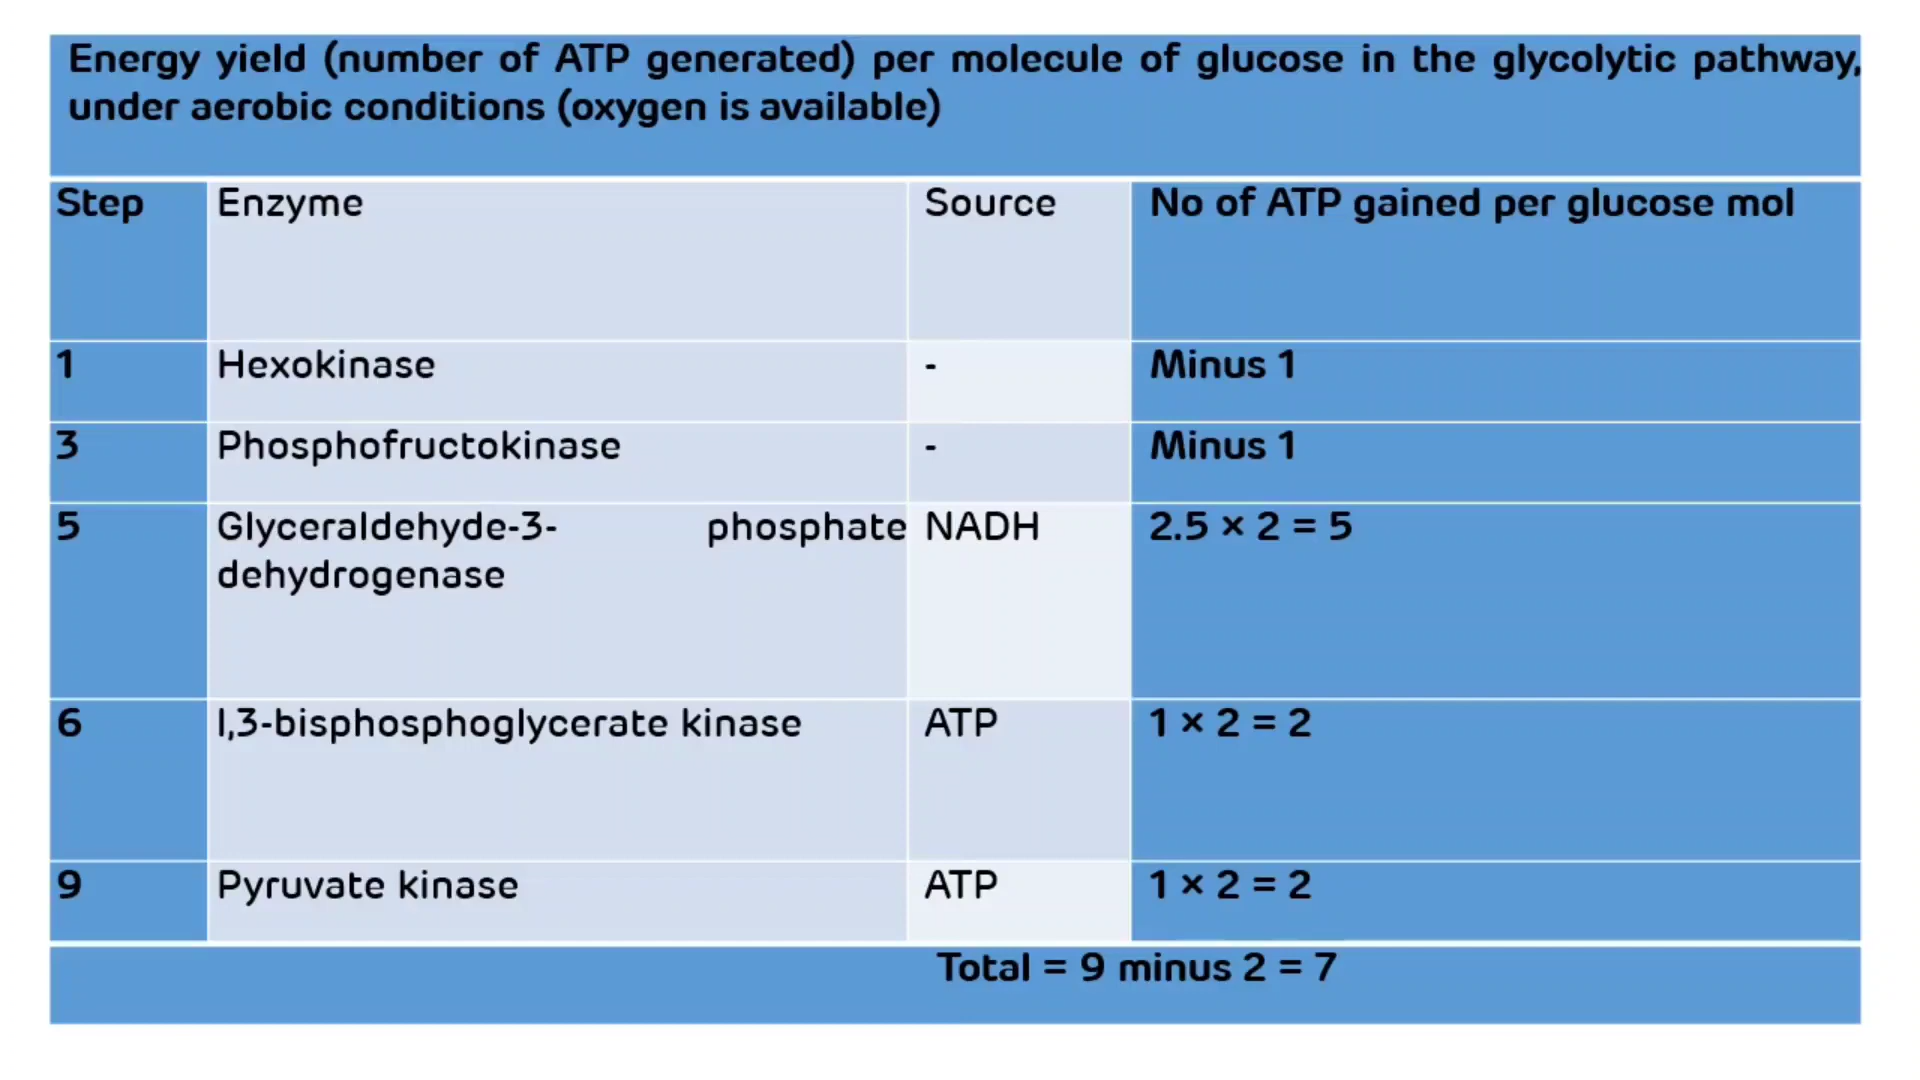 Energy yield (number of ATP generated) per molecule of glucose in the glycolytic pathway,
under aerobic conditions (oxygen is available)
Step Enzyme Source No of ATP gained per glucose mol
1 Hexokinase - Minus 1
3 Phosphofructokinase - Minus 1
5 Glyceraldehyde-3- phosphate NADH 2.5 × 2 = 5
dehydrogenase
6 I,3-bisphosphoglycerate kinase ATP 1 × 2 = 2
9 Pyruvate kinase ATP 1 × 2 = 2
Total = 9 minus 2 = 7